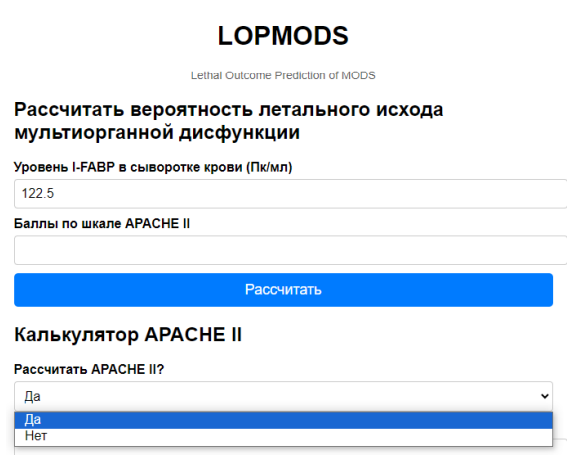 LOPMODS
Lethal Outcome Prediction of MODS
Рассчитать вероятность летального исхода
мультиорганной дисфункции
Уровень I-FABP в сыворотке крови (Пк/мл)
122.5
Баллы по шкале APACHE II
Рассчитать
Калькулятор APACHE II
Рассчитать APACHE II?
Да
Да
Нет